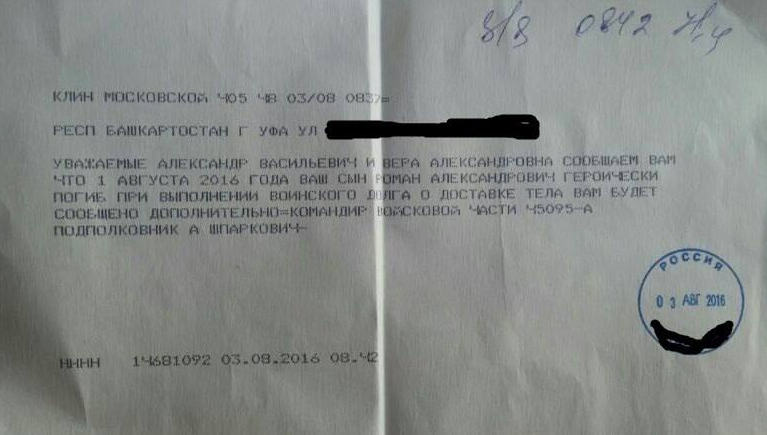 8/8 0842
КЛИН МОСКОВСКОЙ 405 48 03/08 0837=
РЕСП БАШКАРТОСТАН Г УФА УЛ
УВАЖАЕМЫЕ АЛЕКСАНДР ВАСИЛЬЕВИЧ И ВЕРА АЛЕКСАНДРОВНА СООБЩАЕМ ВАМ
ЧТО 1 АВГУСТА 2016 ГОДА ВАШ СЫН РОМАН АЛЕКСАНДРОВИЧ ГЕРОИЧЕСКИ
ПОГИБ ПРИ ВЫПОЛНЕНИИ ВОИНСКОГО ДОЛГА О ДОСТАВКЕ ТЕЛА ВАМ БУДЕТ
СООБЩЕНО ДОПОЛНИТЕЛЬНО=КОМАНДИР ВОЙСКОВОЙ ЧАСТИ 45095-А
ПОДПОЛКОВНИК А ШПАРКОВИЧ-
РОССИЯ
03 АВГ 2016
НННН 14681092 03.08.2016 08.42